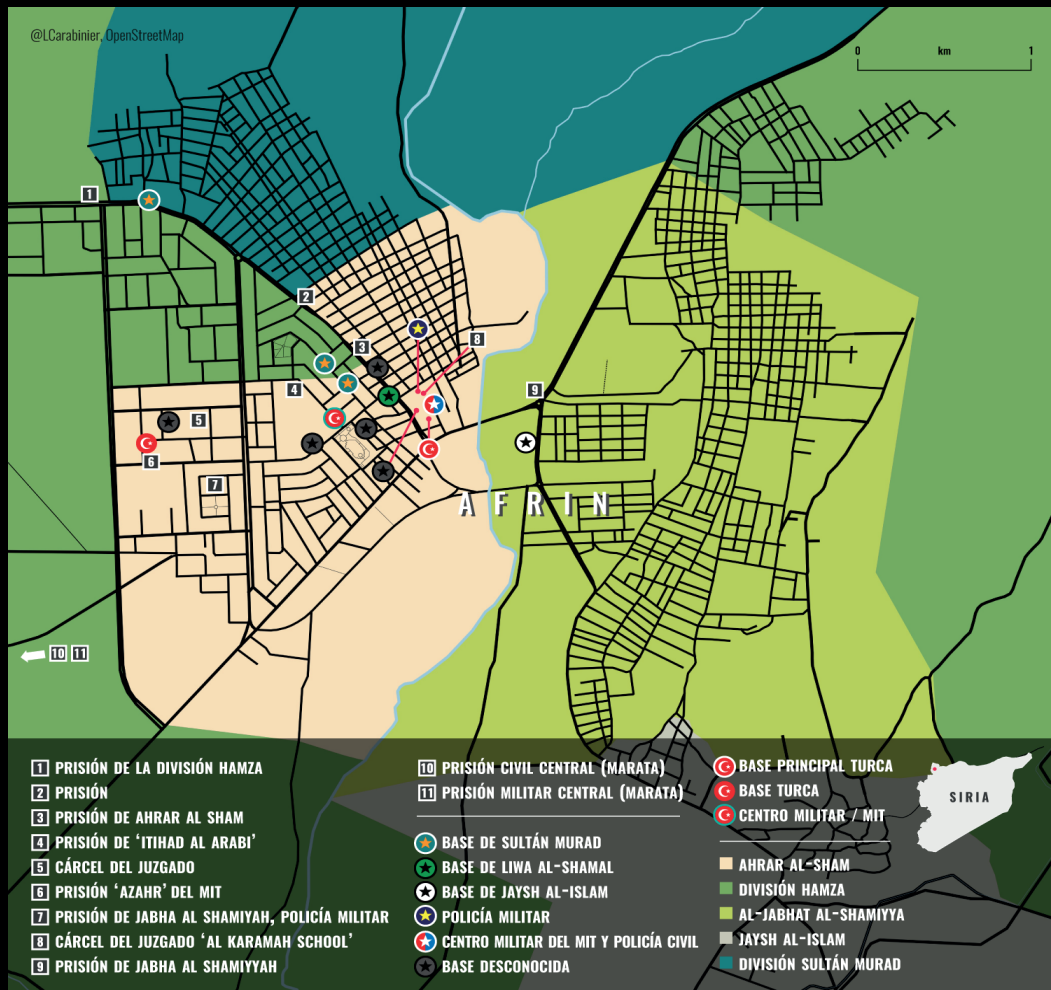 @LCarabinier, OpenStreetMap
0 km 1
1
2
3
8
4
9
5
6
7
AFRIN
10 11
1 PRISIÓN DE LA DIVISIÓN HAMZA
2 PRISIÓN
3 PRISIÓN DE AHRAR AL SHAM
4 PRISIÓN DE ‘ITIHAD AL ARABI’
5 CÁRCEL DEL JUZGADO
6 PRISIÓN ‘AZAHR’ DEL MIT
7 PRISIÓN DE JABHA AL SHAMIYAH, POLICÍA MILITAR
8 CÁRCEL DEL JUZGADO ‘AL KARAMAH SCHOOL’
9 PRISIÓN DE JABHA AL SHAMIYYAH
10 PRISIÓN CIVIL CENTRAL (MARATA)
11 PRISIÓN MILITAR CENTRAL (MARATA)
BASE DE SULTÁN MURAD
BASE DE LIWA AL-SHAMAL
BASE DE JAYSH AL-ISLAM
POLICÍA MILITAR
CENTRO MILITAR DEL MIT Y POLICÍA CIVIL
BASE DESCONOCIDA
BASE PRINCIPAL TURCA
BASE TURCA
CENTRO MILITAR / MIT
AHRAR AL-SHAM
DIVISIÓN HAMZA
AL-JABHAT AL-SHAMIYYA
JAYSH AL-ISLAM
DIVISIÓN SULTÁN MURAD
SIRIA